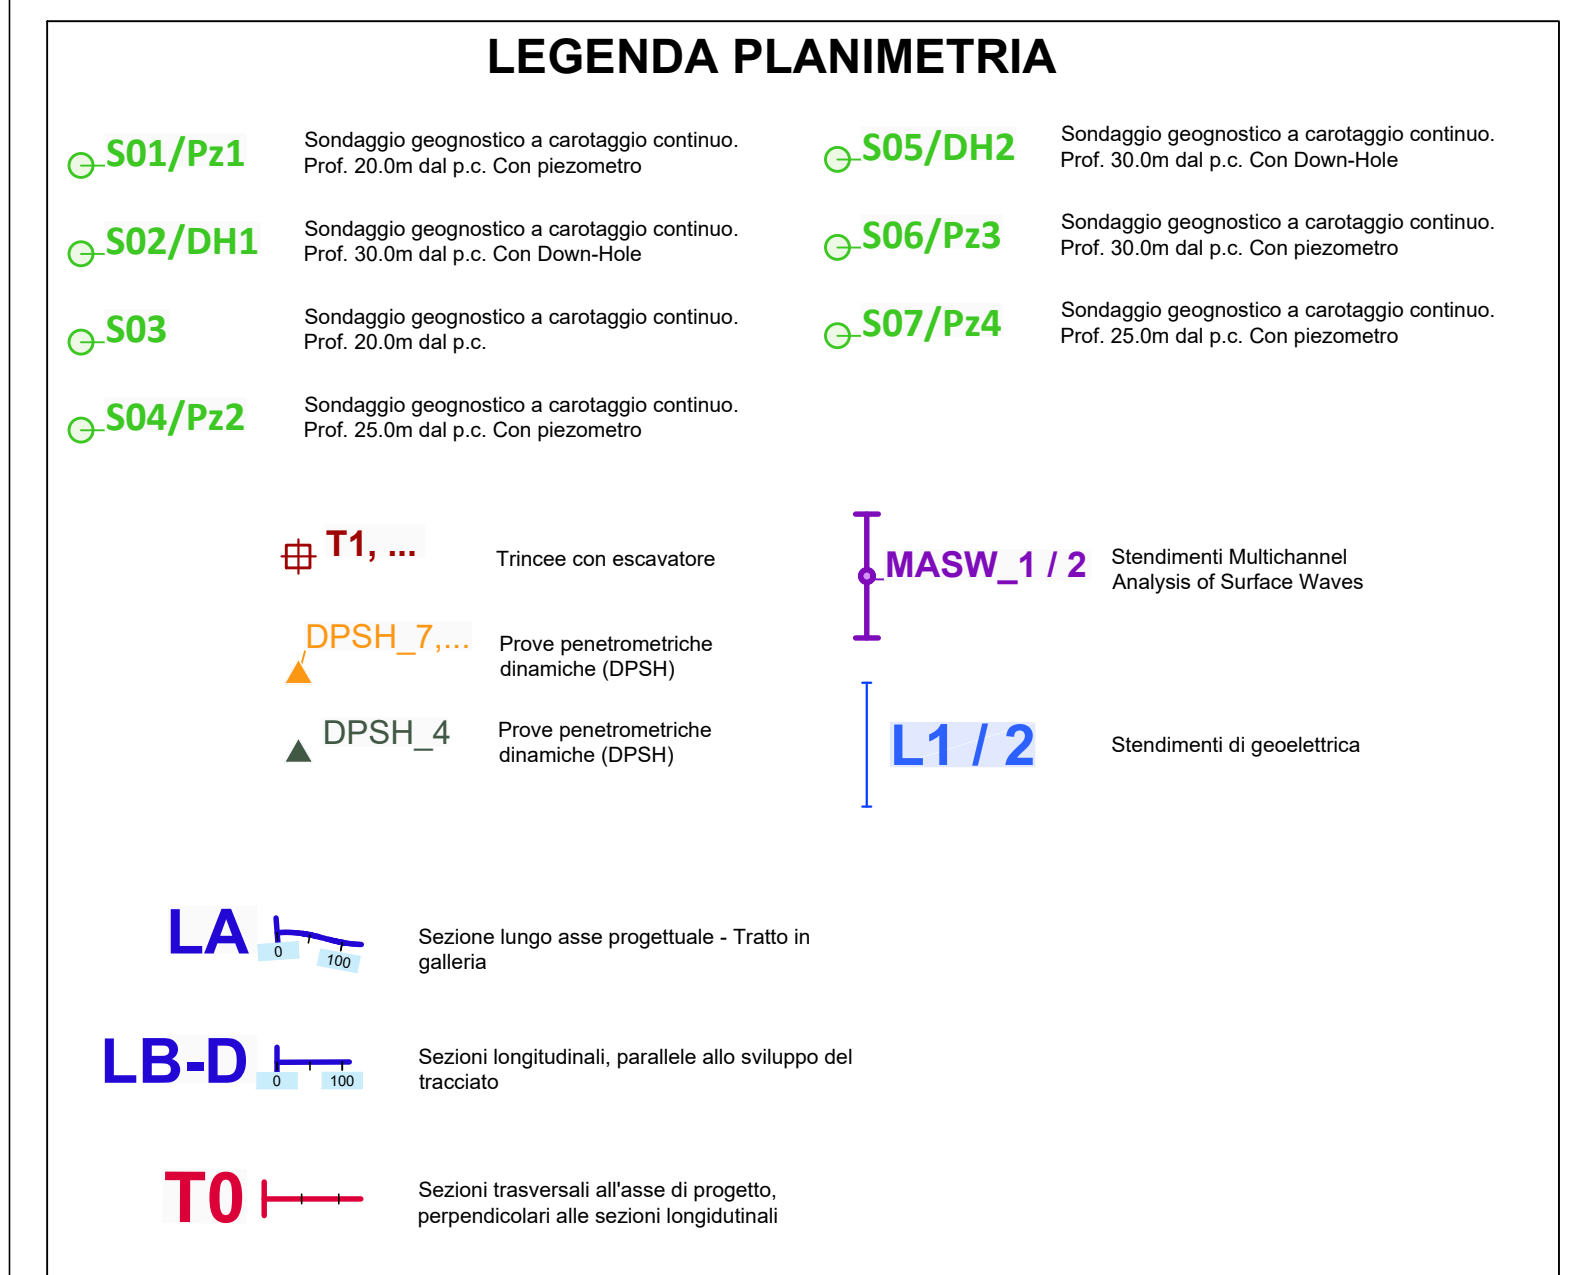 LEGENDA PLANIMETRIA
S01/Pz1
Sondaggio geognostico a carotaggio continuo.
Prof. 20.0m dal p.c. Con piezometro
S02/DH1
Sondaggio geognostico a carotaggio continuo.
Prof. 30.0m dal p.c. Con Down-Hole
S03
Sondaggio geognostico a carotaggio continuo.
Prof. 20.0m dal p.c.
S04/Pz2
Sondaggio geognostico a carotaggio continuo.
Prof. 25.0m dal p.c. Con piezometro
S05/DH2
Sondaggio geognostico a carotaggio continuo.
Prof. 30.0m dal p.c. Con Down-Hole
S06/Pz3
Sondaggio geognostico a carotaggio continuo.
Prof. 30.0m dal p.c. Con piezometro
S07/Pz4
Sondaggio geognostico a carotaggio continuo.
Prof. 25.0m dal p.c. Con piezometro
T1, ...
Trincee con escavatore
DPSH_7,...
Prove penetrometriche
dinamiche (DPSH)
DPSH_4
Prove penetrometriche
dinamiche (DPSH)
MASW_1 / 2
Stendimenti Multichannel
Analysis of Surface Waves
L1 / 2
Stendimenti di geoelettrica
LA
0
100
Sezione lungo asse progettuale - Tratto in
galleria
LB-D
0
100
Sezioni longitudinali, parallele allo sviluppo del
tracciato
T0
Sezioni trasversali all'asse di progetto,
perpendicolari alle sezioni longidutinali